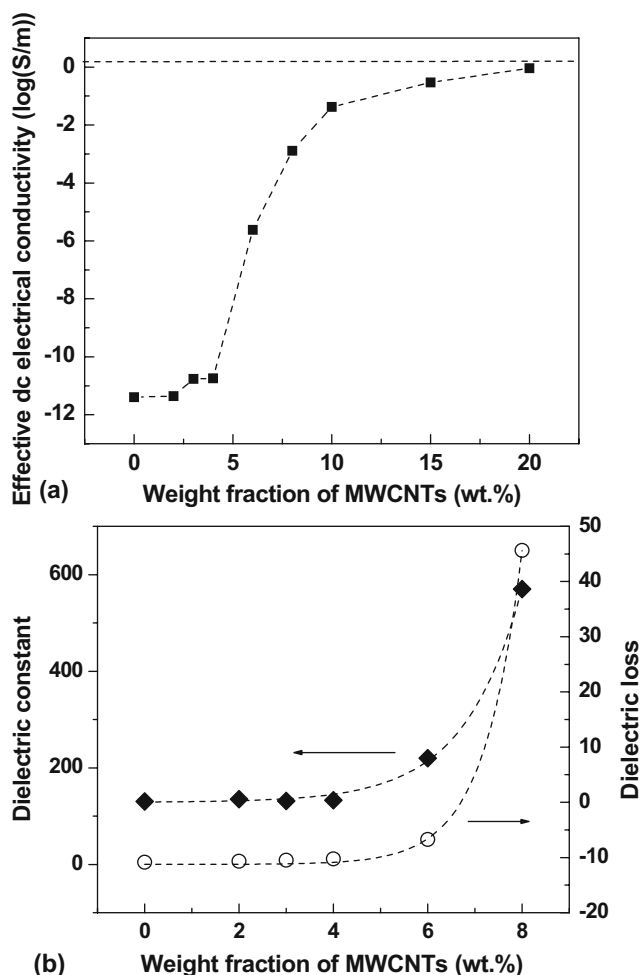 Effective dc electrical conductivity (log(S/m))
0
-2
-4
-6
-8
-10
-12
0 5 10 15 20
(a) Weight fraction of MWCNTs (wt.%)
Dielectric constant
600
400
200
0
50
40
30
20
10
0
-10
-20
Dielectric loss
0 2 4 6 8
(b) Weight fraction of MWCNTs (wt.%)